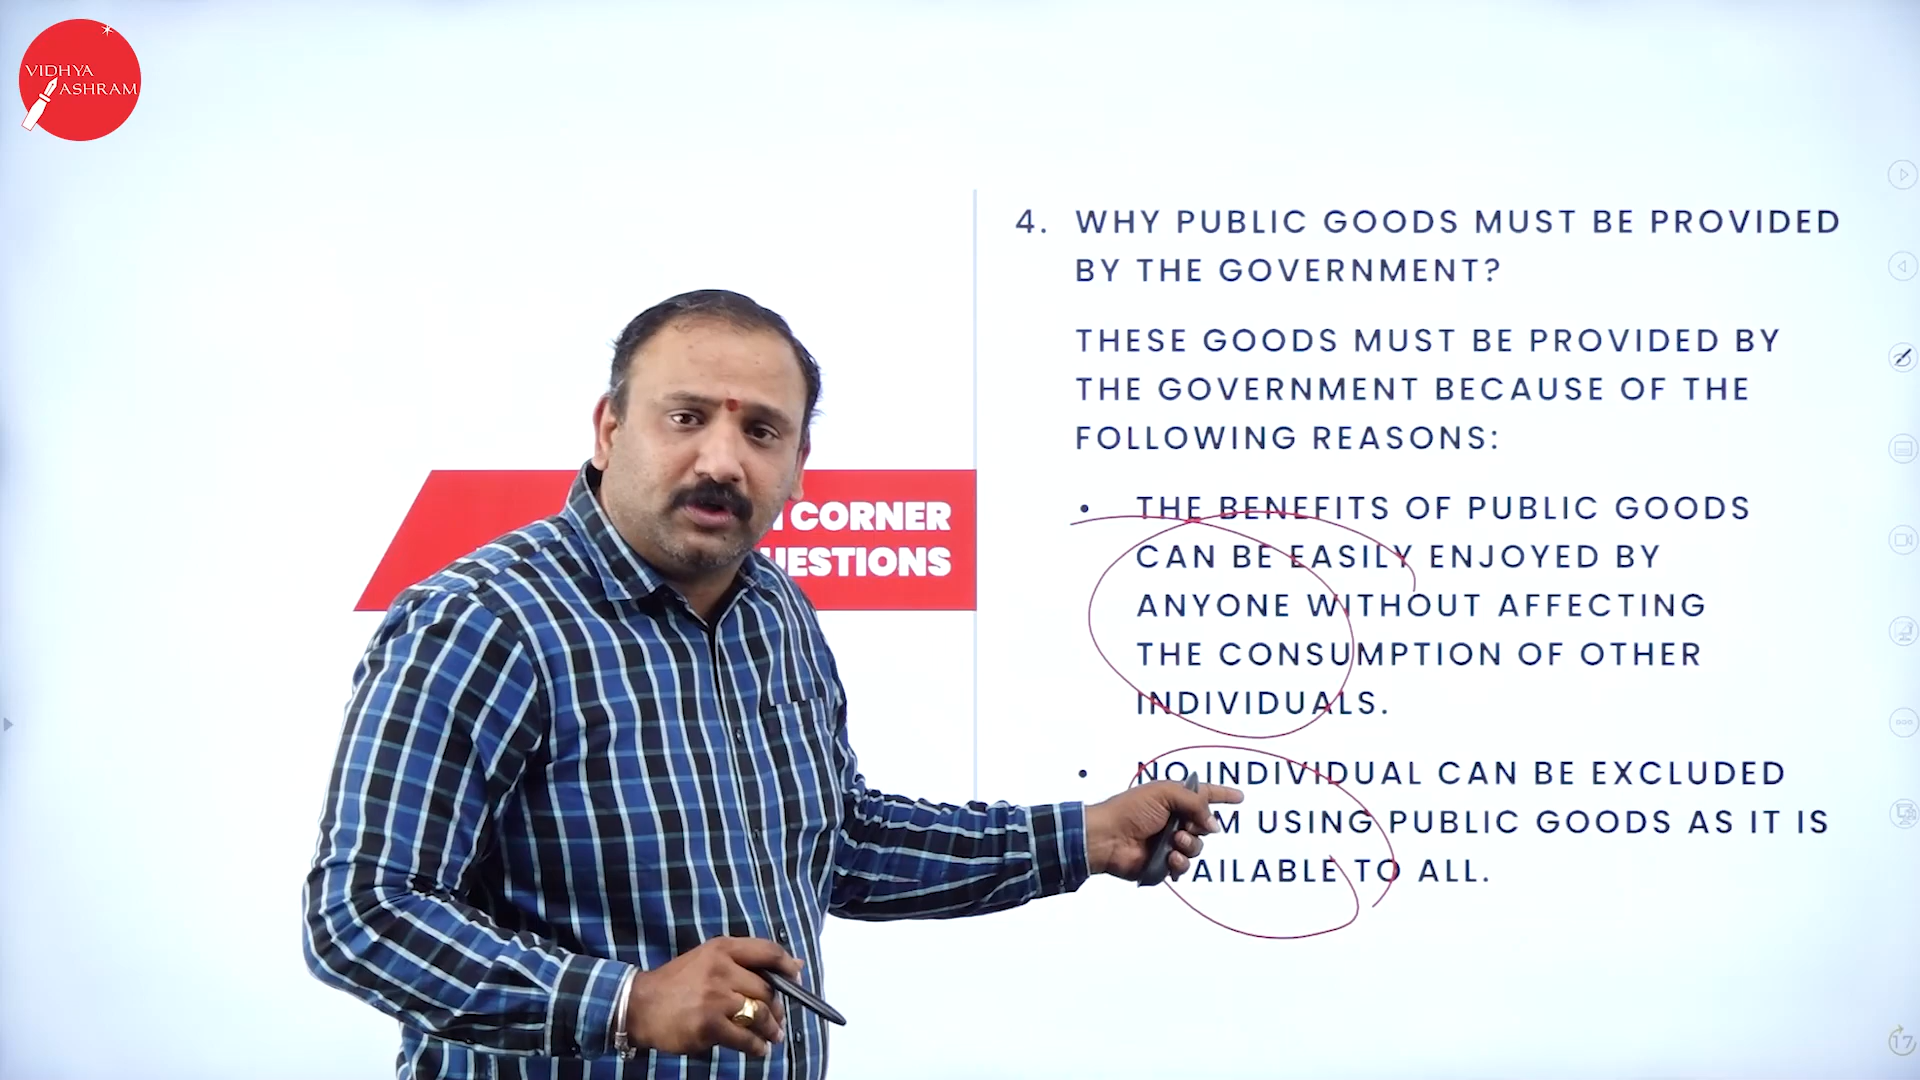 VIDHYA
ASHRAM
CORNER
QUESTIONS
4. WHY PUBLIC GOODS MUST BE PROVIDED
BY THE GOVERNMENT?
THESE GOODS MUST BE PROVIDED BY
THE GOVERNMENT BECAUSE OF THE
FOLLOWING REASONS:
• THE BENEFITS OF PUBLIC GOODS
CAN BE EASILY ENJOYED BY
ANYONE WITHOUT AFFECTING
THE CONSUMPTION OF OTHER
INDIVIDUALS.
• NO INDIVIDUAL CAN BE EXCLUDED
USING PUBLIC GOODS AS IT IS
AVAILABLE TO ALL.
17